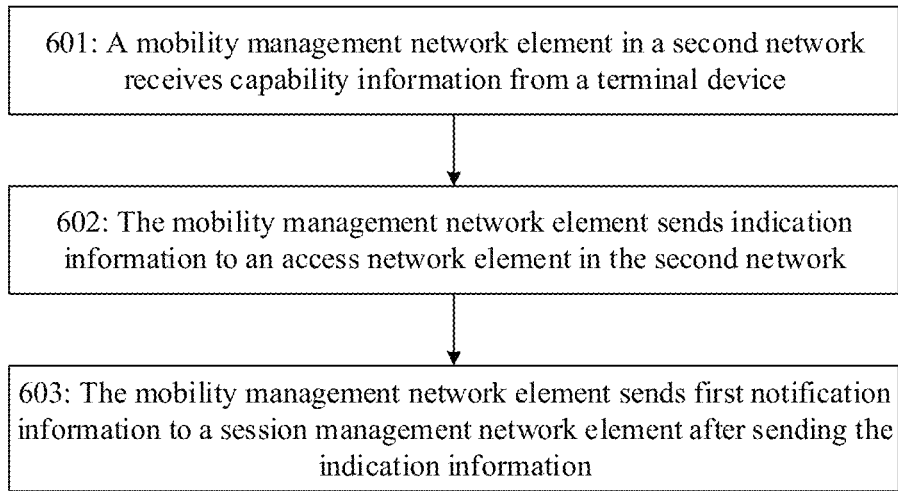 601: A mobility management network element in a second network
receives capability information from a terminal device
602: The mobility management network element sends indication
information to an access network element in the second network
603: The mobility management network element sends first notification
information to a session management network element after sending the
indication information